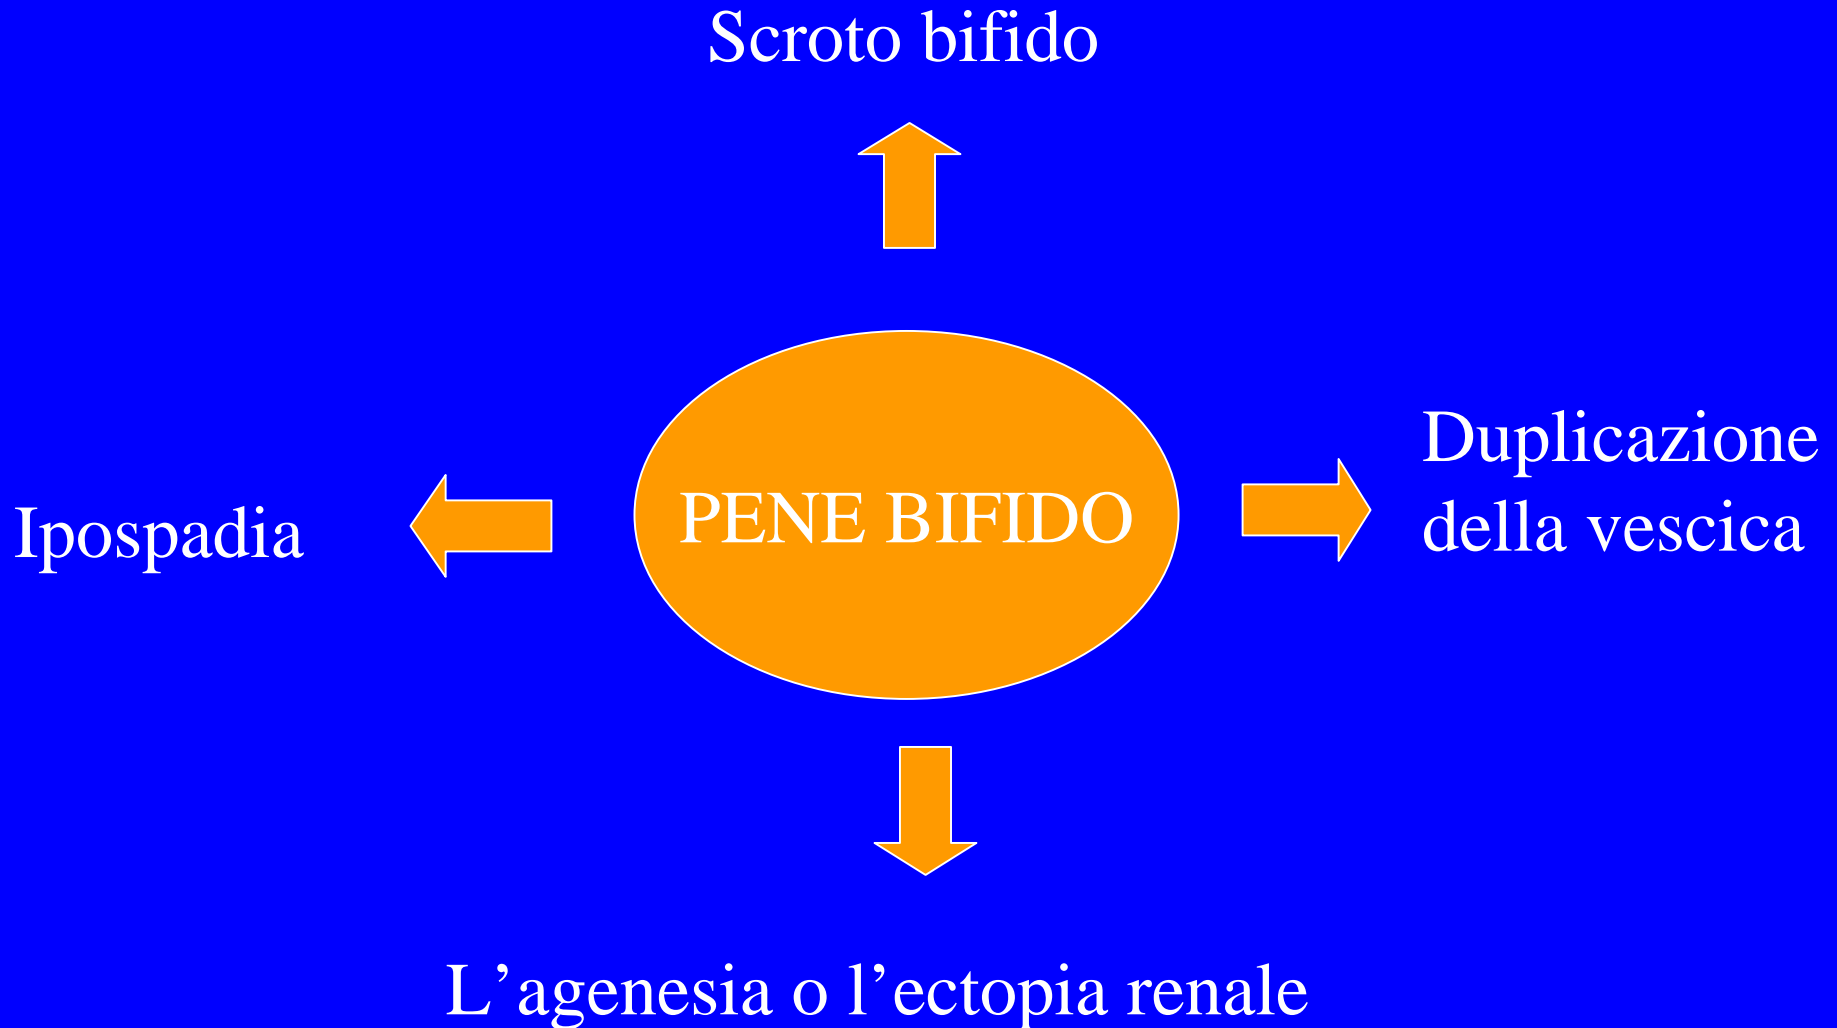 Scroto bifido
Duplicazione
della vescica
Ipospadia
PENE BIFIDO
L’agenesia o l’ectopia renale